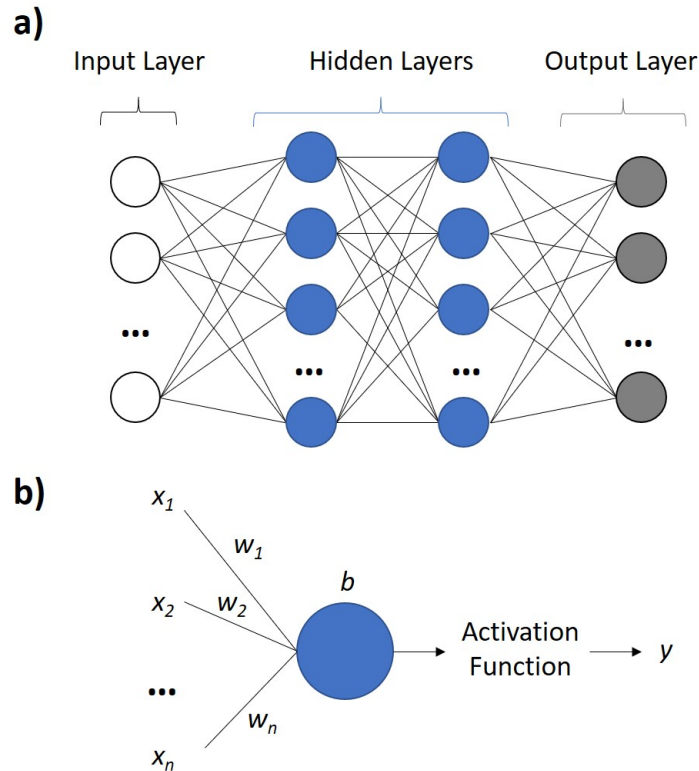 a)
Input Layer
Hidden Layers
Output Layer
...
...
...
...
b)
x1
w1
b
x2
w2
Activation
Function
y
...
wn
xn